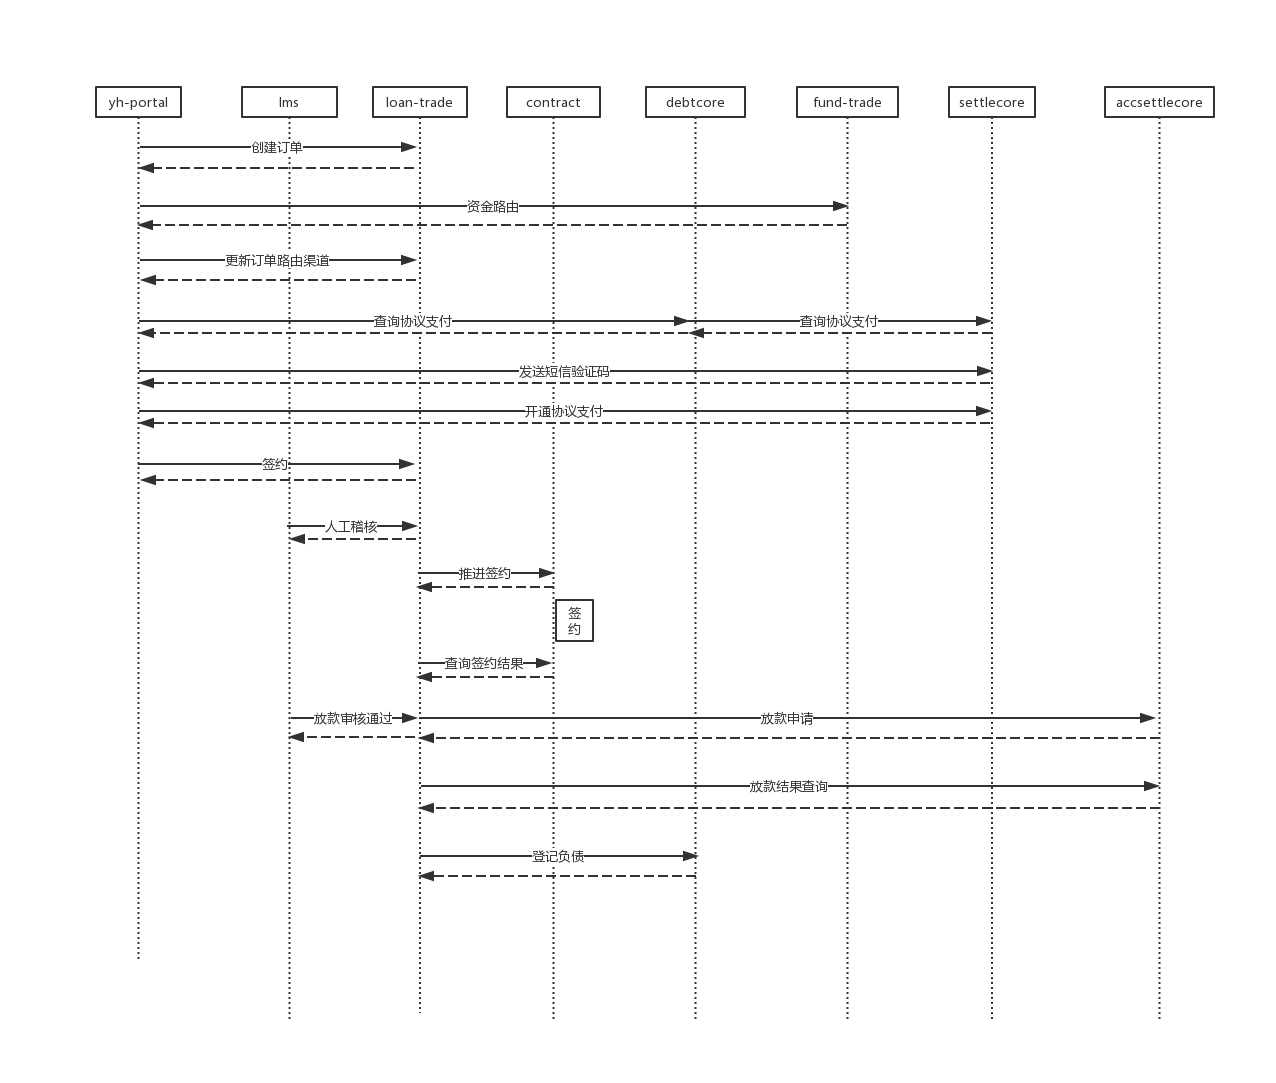 yh-portal
lms
loan-trade
contract
debtcore
fund-trade
settlecore
accsettlecore
创建订单
资金路由
更新订单路由渠道
查询协议支付
查询协议支付
发送短信验证码
开通协议支付
签约
人工稽核
推进签约
签
约
查询签约结果
放款审核通过
放款申请
放款结果查询
登记负债